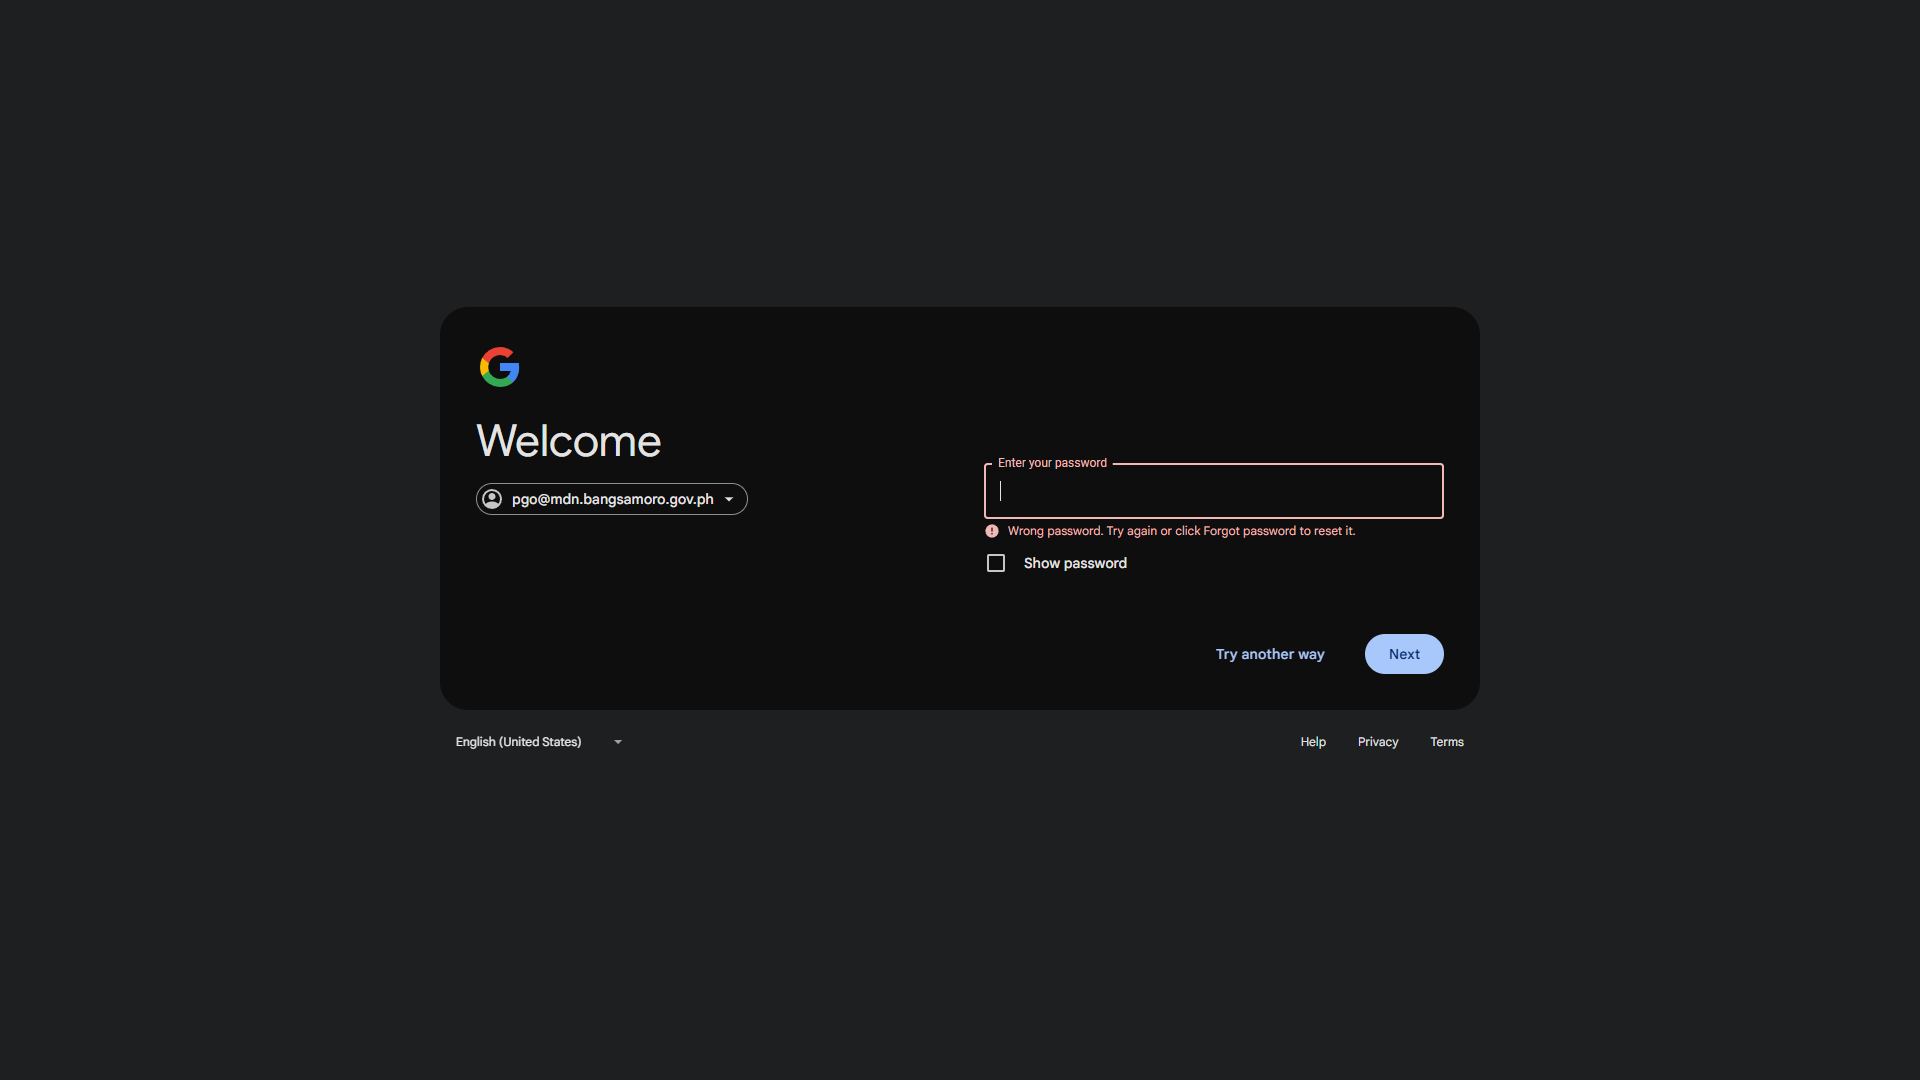 Welcome
pgo@mdn.bangsamoro.gov.ph
Enter your password
Wrong password. Try again or click Forgot password to reset it.
Show password
Try another way
Next
English (United States)
Help
Privacy
Terms